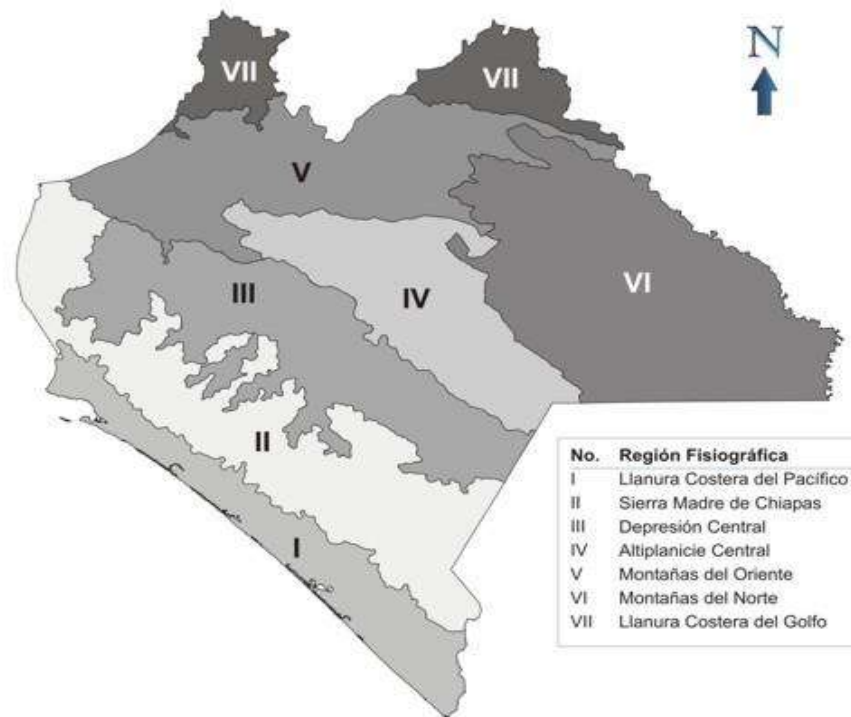 VII
VII
N
V
III
IV
VI
II
I
No. Región Fisiográfica
I Llanura Costera del Pacífico
II Sierra Madre de Chiapas
III Depresión Central
IV Altiplanicie Central
V Montañas del Oriente
VI Montañas del Norte
VII Llanura Costera del Golfo